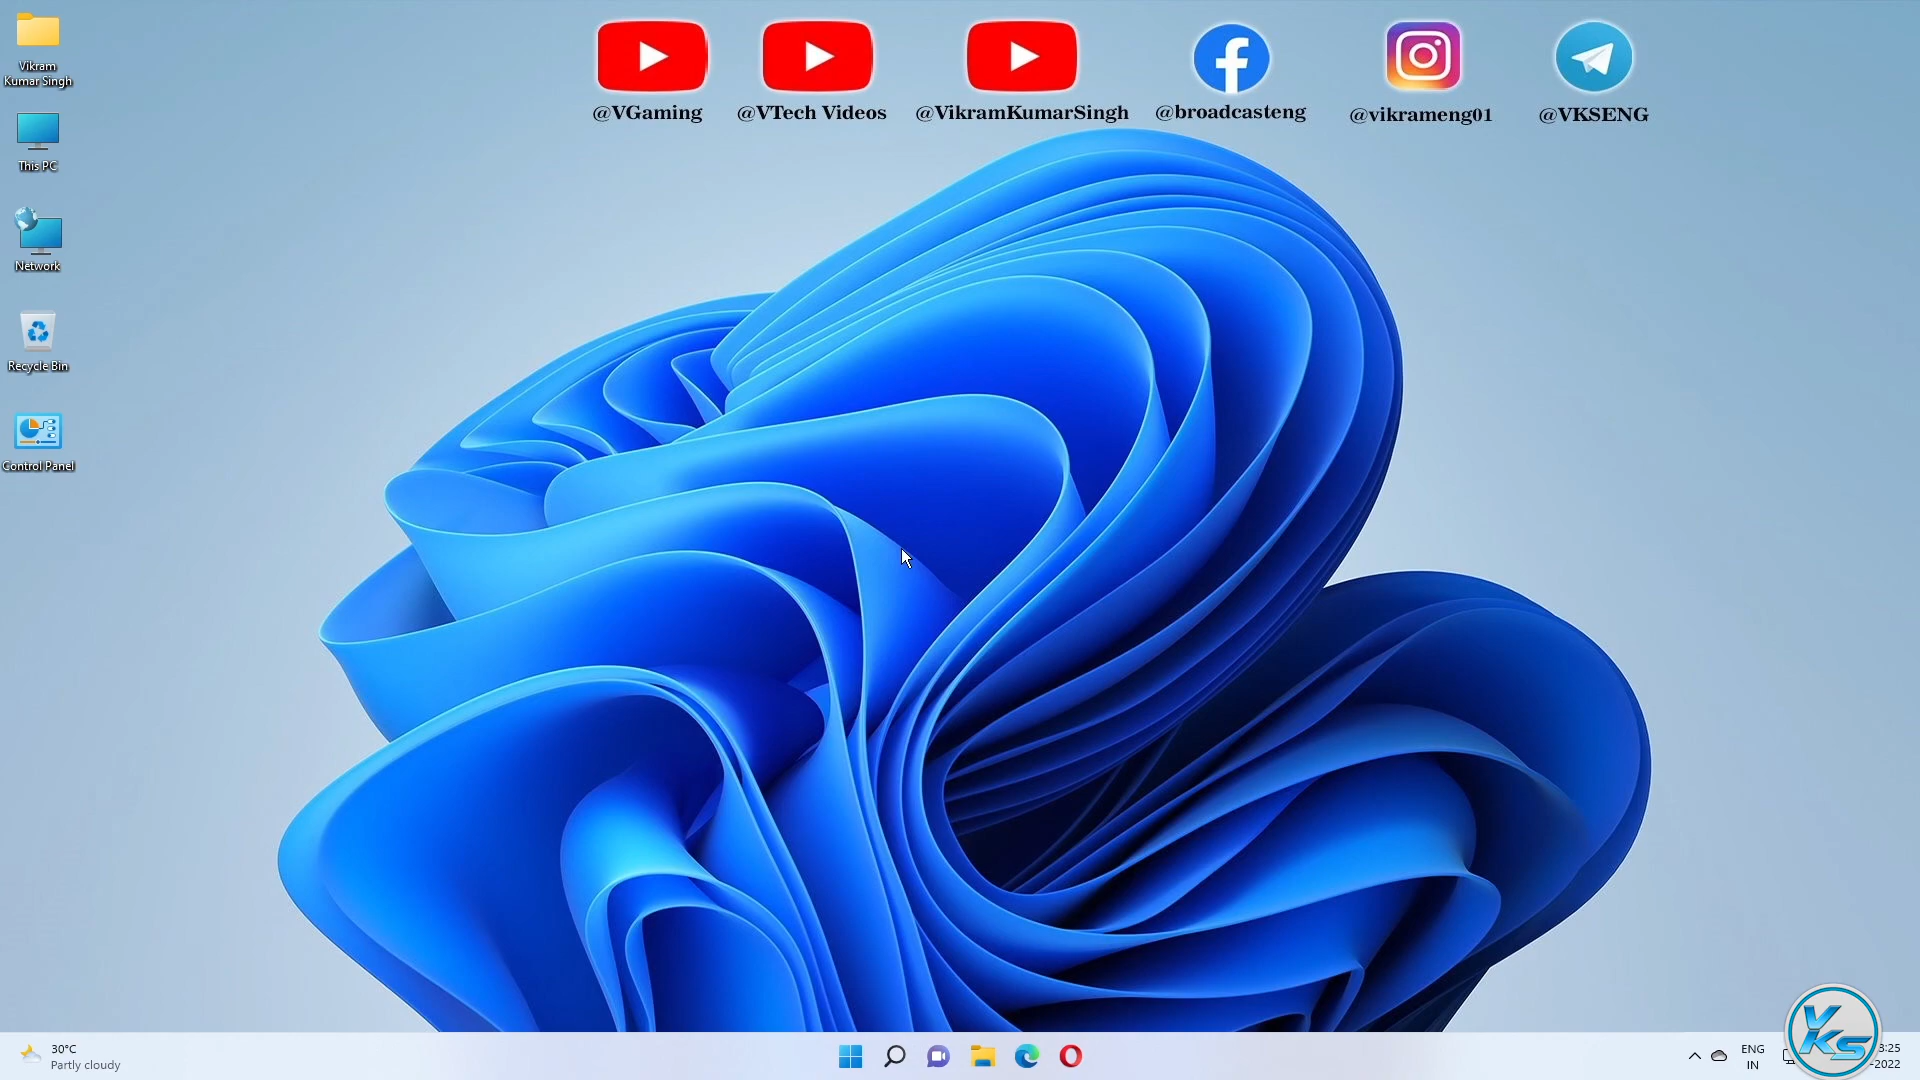 @VGaming
@VTech Videos
@VikramKumarSingh
@broadcasteng
@vikrameng01
@VKSENG
Vikram
Kumar Singh
This PC
Network
Recycle Bin
Control Panel
30°C
Partly cloudy
ENG
IN
3:25
-2022
VKS